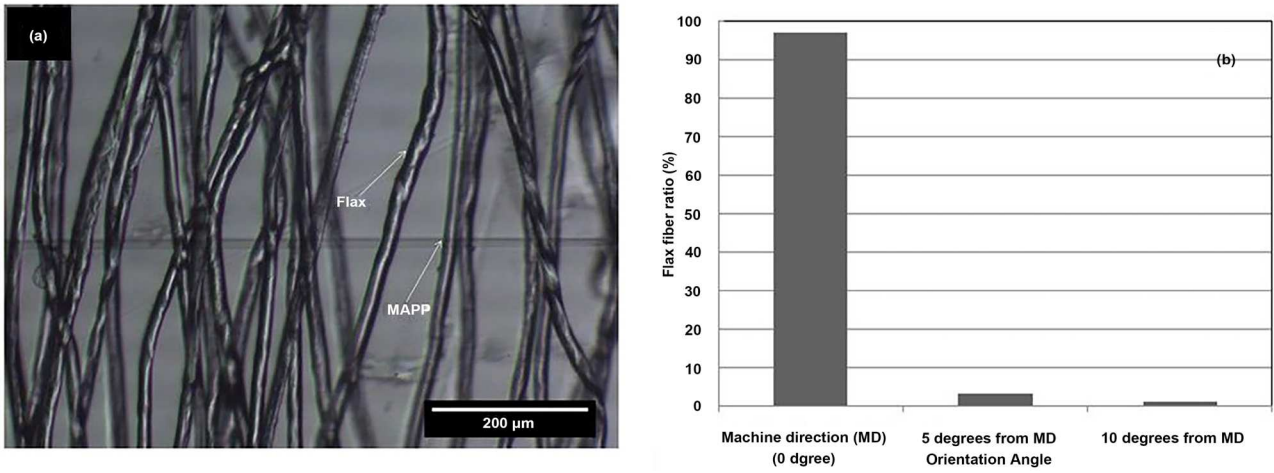 (a)
Flax
MAPP
200 µm
(b)
Flax fiber ratio (%)
100
90
80
70
60
50
40
30
20
10
0
Machine direction (MD)
(0 dgree)
5 degrees from MD
10 degrees from MD
Orientation Angle